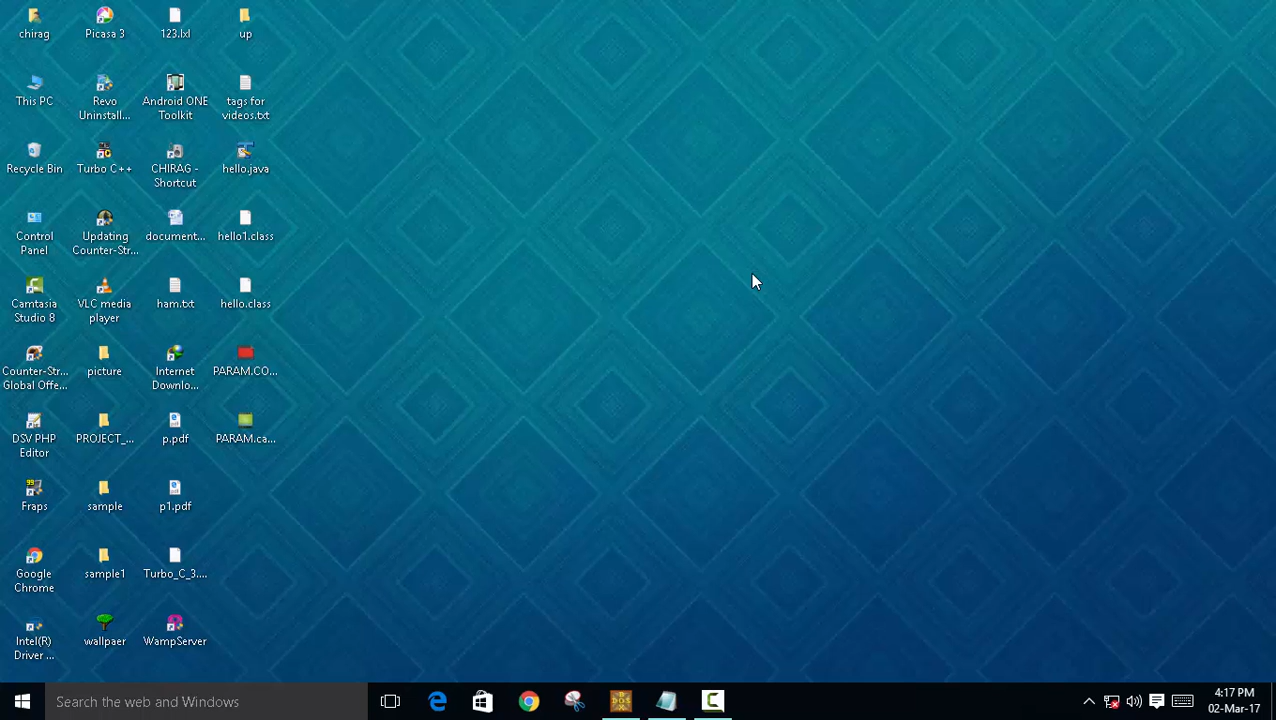 chirag
Picasa 3
123.lxl
up
This PC
Revo
Uninstall...
Android ONE
Toolkit
tags for
videos.txt
Recycle Bin
Turbo C++
CHIRAG -
Shortcut
hello.java
Control
Panel
Updating
Counter-Str...
document...
hello1.class
Camtasia
Studio 8
VLC media
player
ham.txt
hello.class
Counter-Str...
Global Offe...
picture
Internet
Downlo...
PARAM.CO...
DSV PHP
Editor
PROJECT_...
p.pdf
PARAM.ca...
Fraps
sample
p1.pdf
Google
Chrome
sample1
Turbo_C_3....
Intel(R)
Driver ...
wallpaer
WampServer
Search the web and Windows
4:17 PM
02-Mar-17